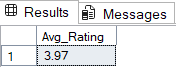 Results Messages
Avg_Rating
1 3.97